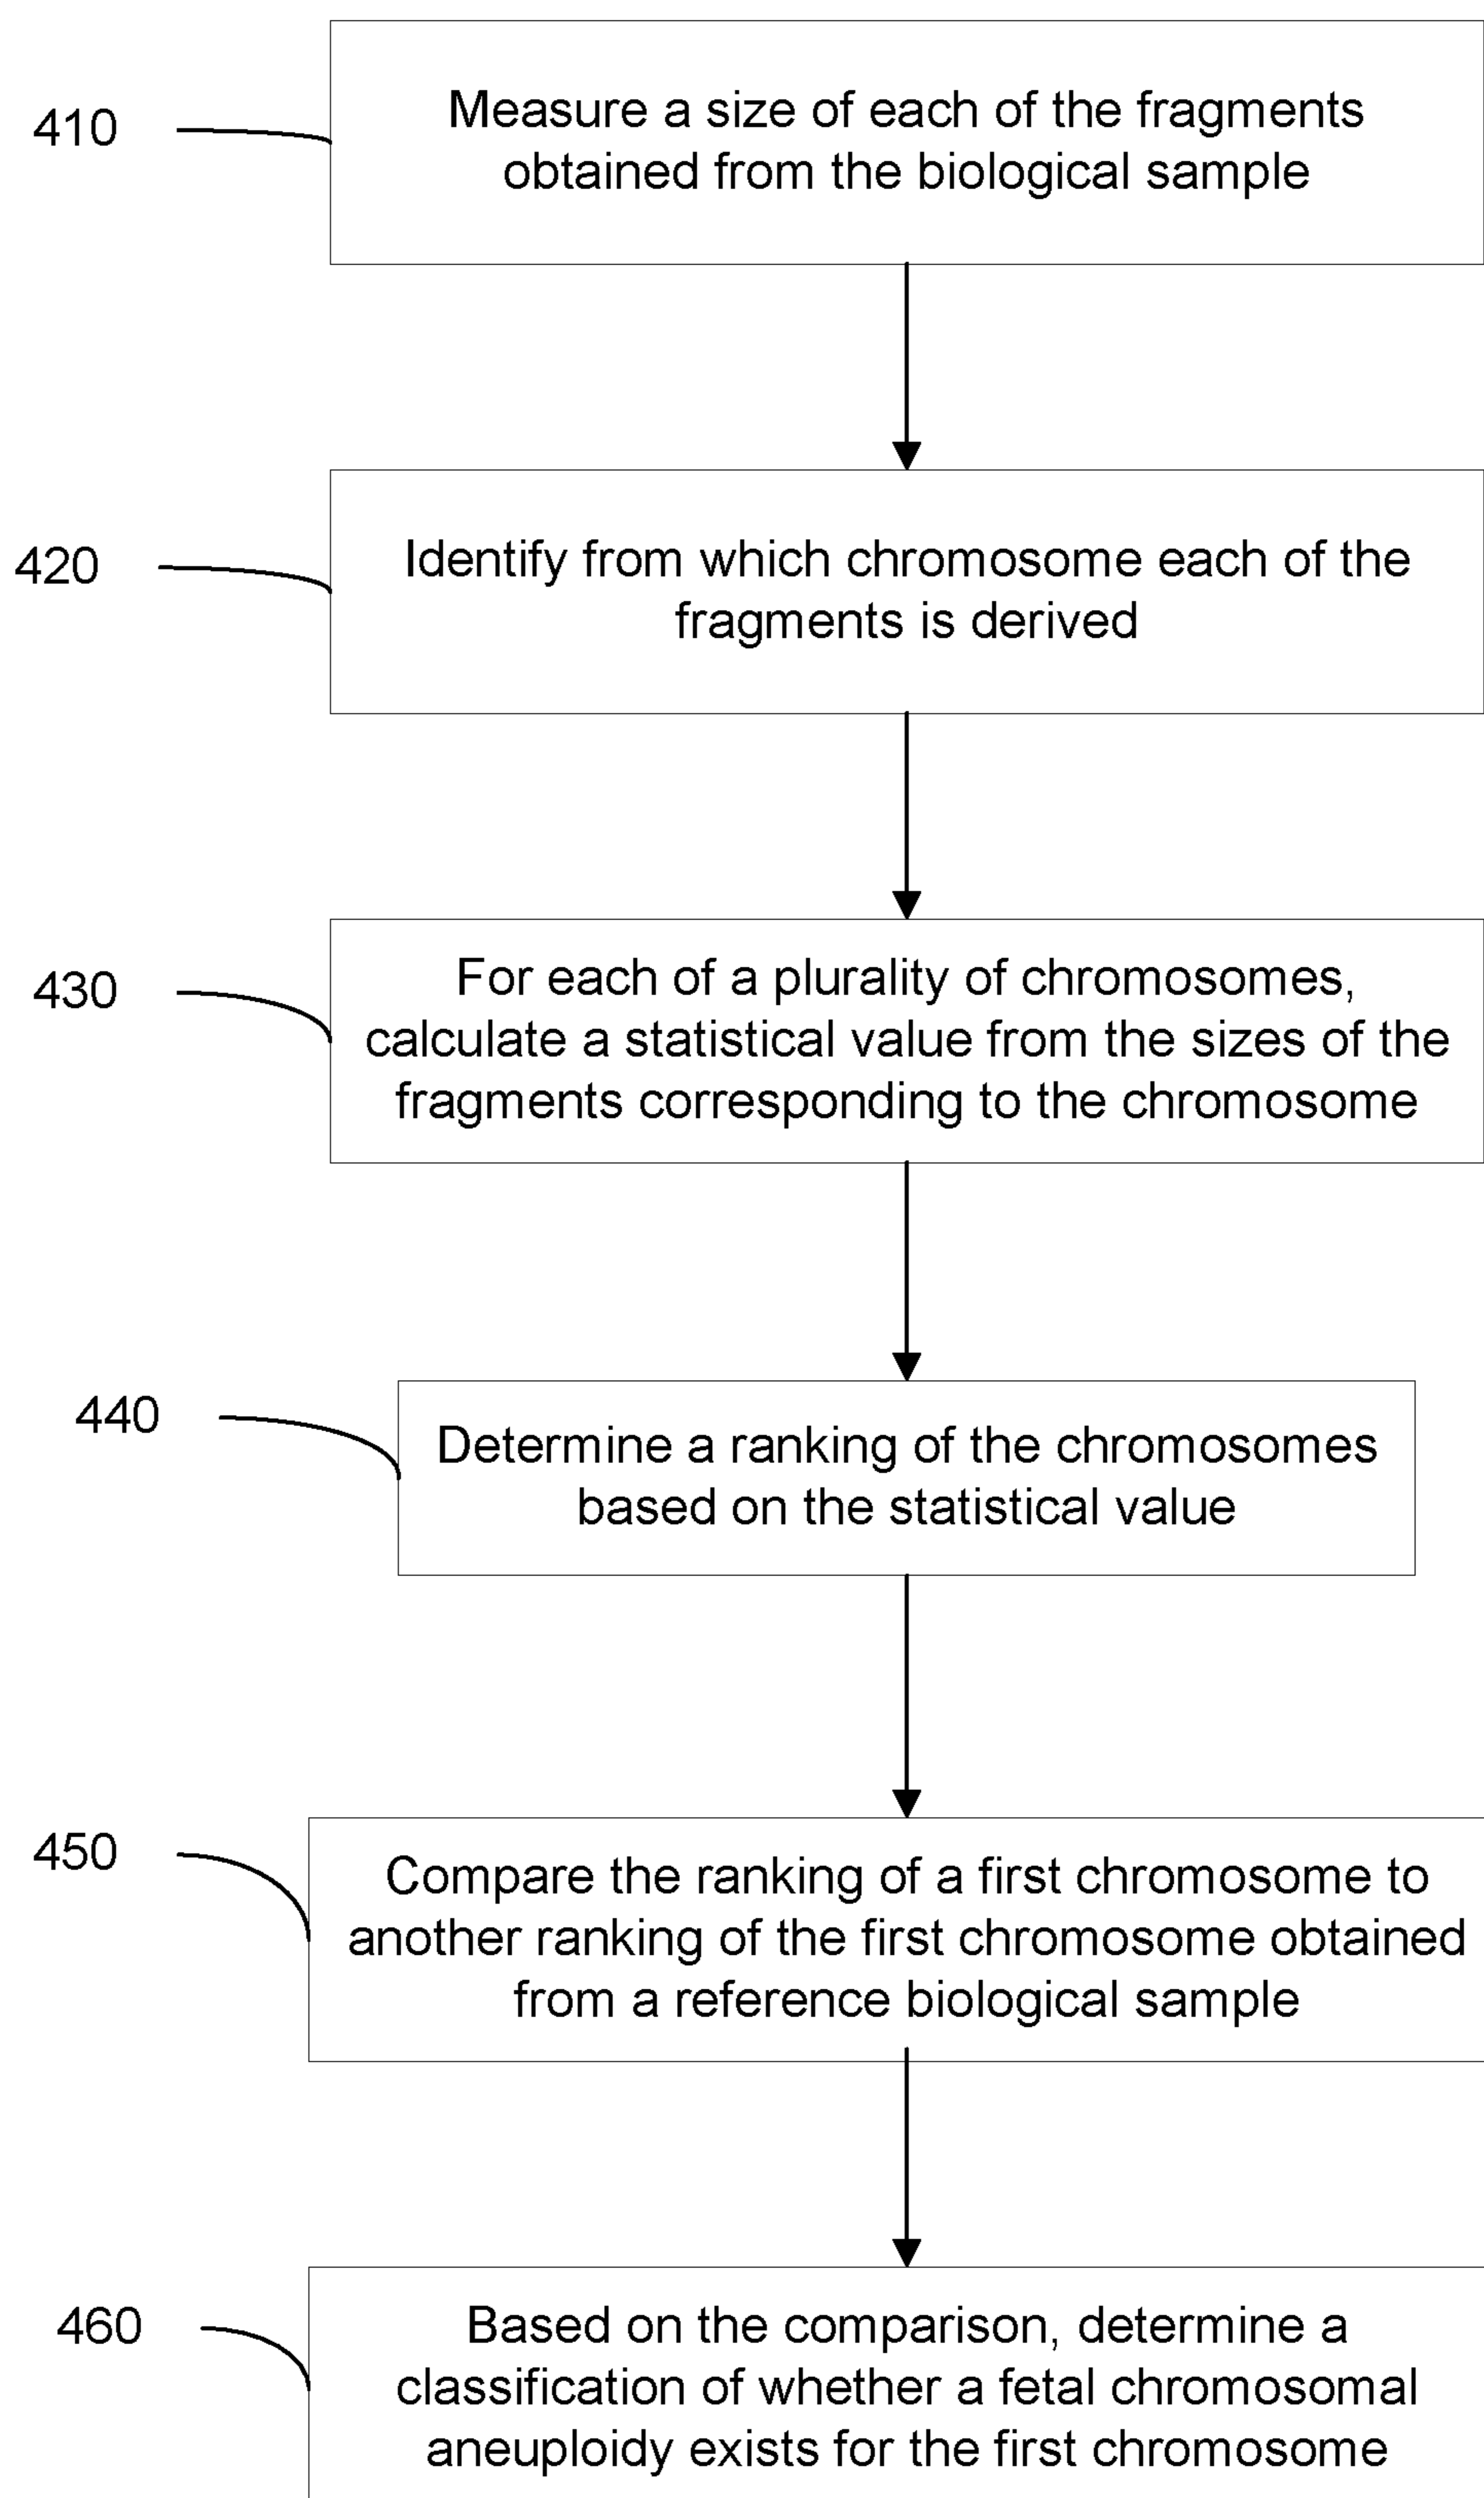 410
Measure a size of each of the fragments
obtained from the biological sample
420
Identify from which chromosome each of the
fragments is derived
430
For each of a plurality of chromosomes,
calculate a statistical value from the sizes of the
fragments corresponding to the chromosome
440
Determine a ranking of the chromosomes
based on the statistical value
450
Compare the ranking of a first chromosome to
another ranking of the first chromosome obtained
from a reference biological sample
460
Based on the comparison, determine a
classification of whether a fetal chromosomal
aneuploidy exists for the first chromosome